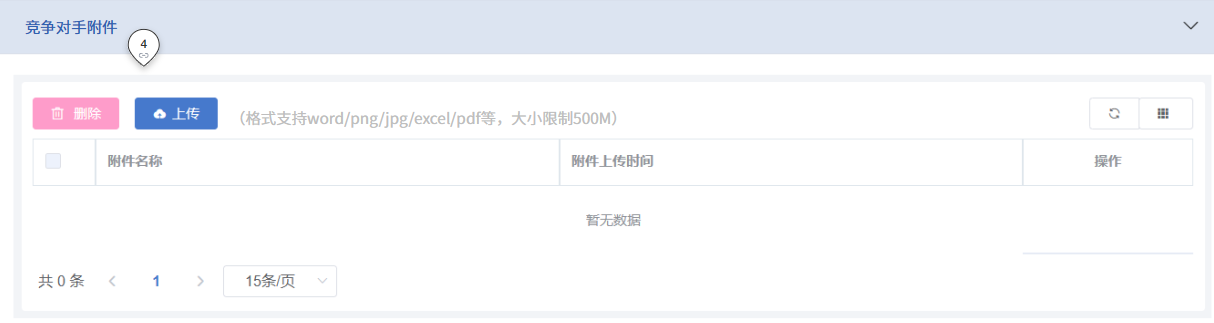 竞争对手附件
4
删除 上传 （格式支持word/png/jpg/excel/pdf等，大小限制500M）
附件名称 附件上传时间 操作
暂无数据
共 0 条 1 15条/页